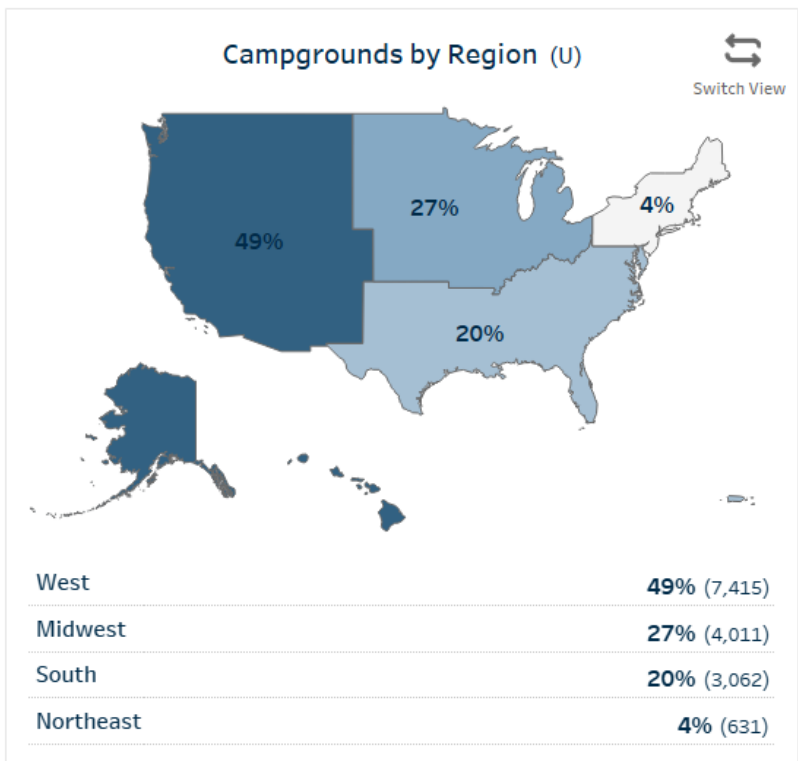 Campgrounds by Region (U)
Switch View
27%
4%
49%
20%
West 49% (7,415)
Midwest 27% (4,011)
South 20% (3,062)
Northeast 4% (631)